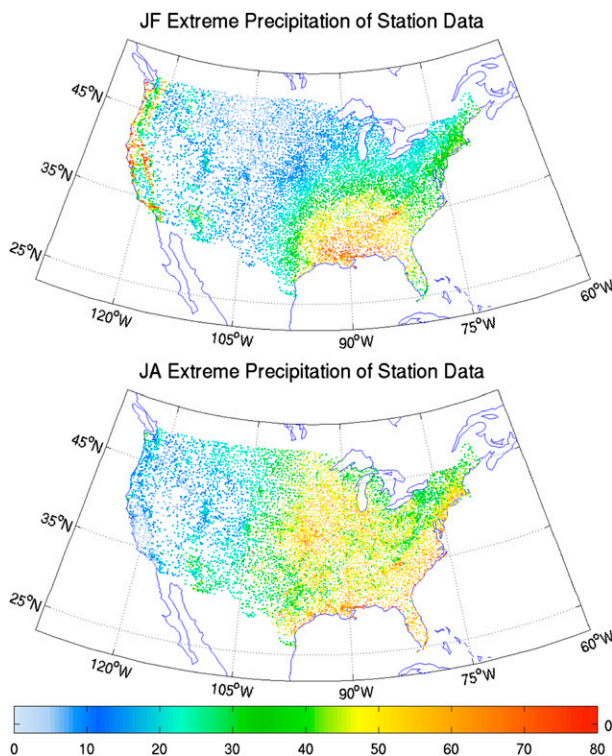 JF Extreme Precipitation of Station Data
45°N
35°N
25°N
120°W
105°W
90°W
75°W
60°W
JA Extreme Precipitation of Station Data
45°N
35°N
25°N
120°W
105°W
90°W
75°W
60°W
0 10 20 30 40 50 60 70 80 0